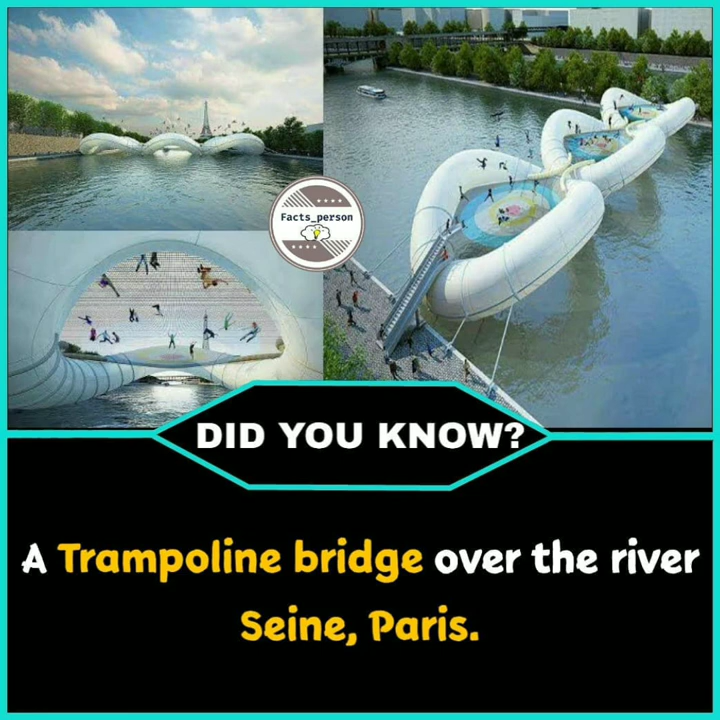 Facts_person
DID YOU KNOW?
A Trampoline bridge over the river
Seine, Paris.